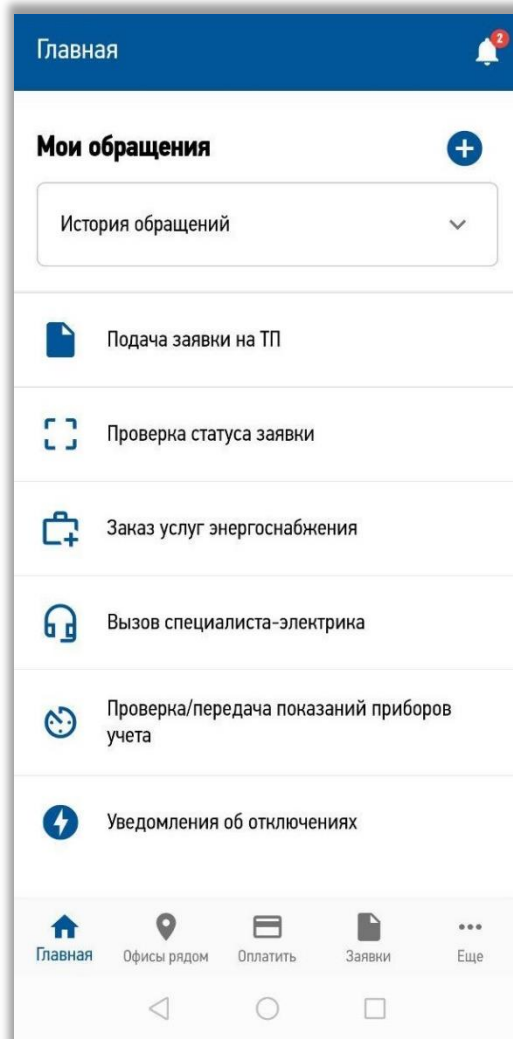 Главная
2
Мои обращения
История обращений
Подача заявки на ТП
Проверка статуса заявки
Заказ услуг энергоснабжения
Вызов специалиста-электрика
Проверка/передача показаний приборов
учета
Уведомления об отключениях
Главная
Офисы рядом
Оплатить
Заявки
Еще